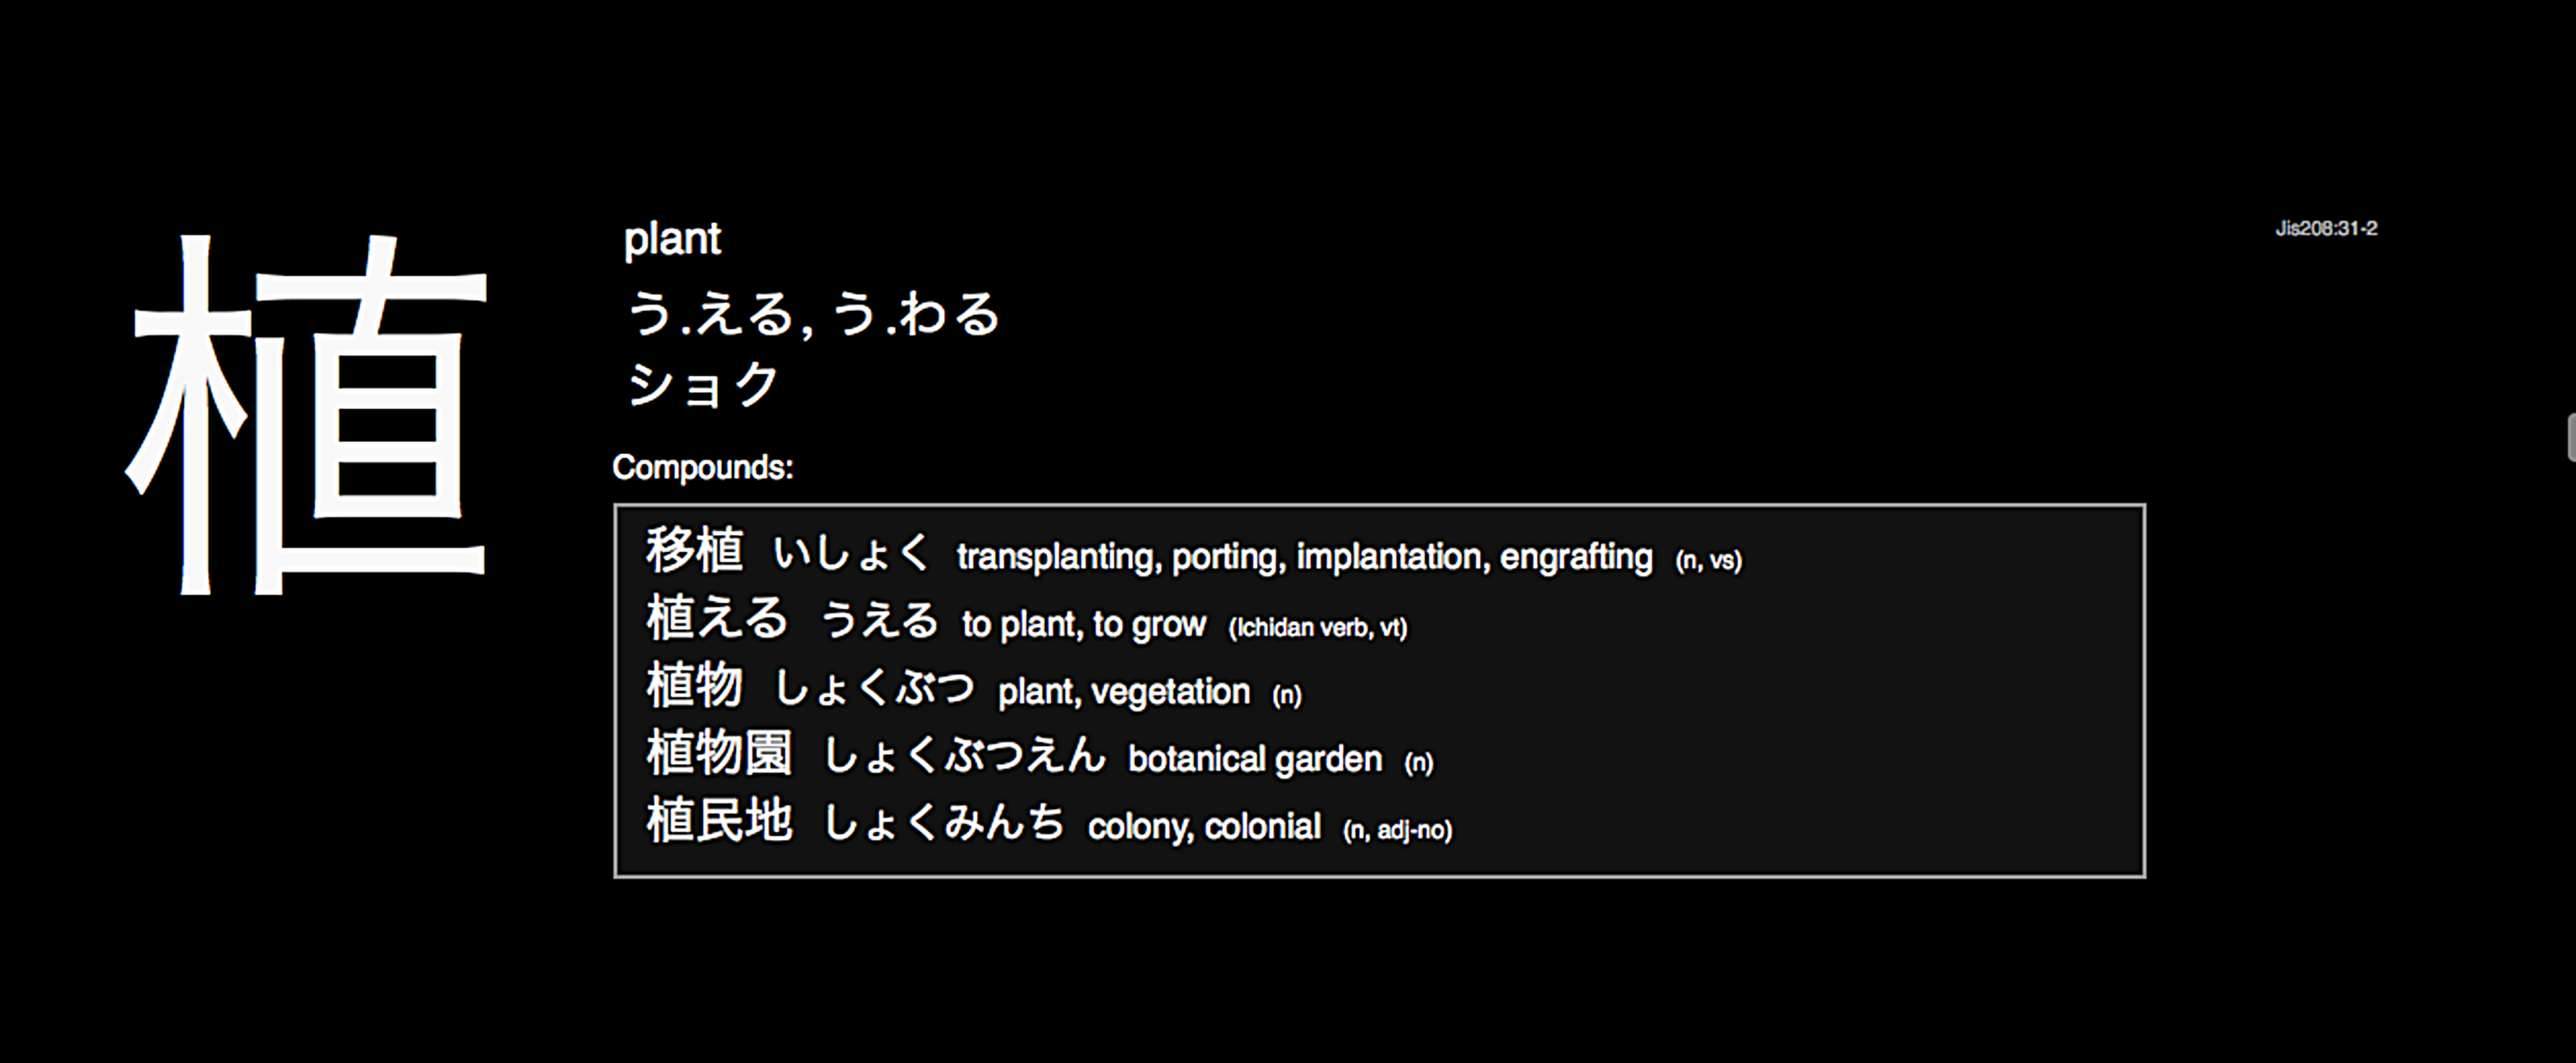 植
plant
Jis208:31-2
う.える, う.わる
ショク
Compounds:
移植 いしょく transplanting, porting, implantation, engrafting (n, vs)
植える うえる to plant, to grow (Ichidan verb, vt)
植物 しょくぶつ plant, vegetation (n)
植物園 しょくぶつえん botanical garden (n)
植民地 しょくみんち colony, colonial (n, adj-no)